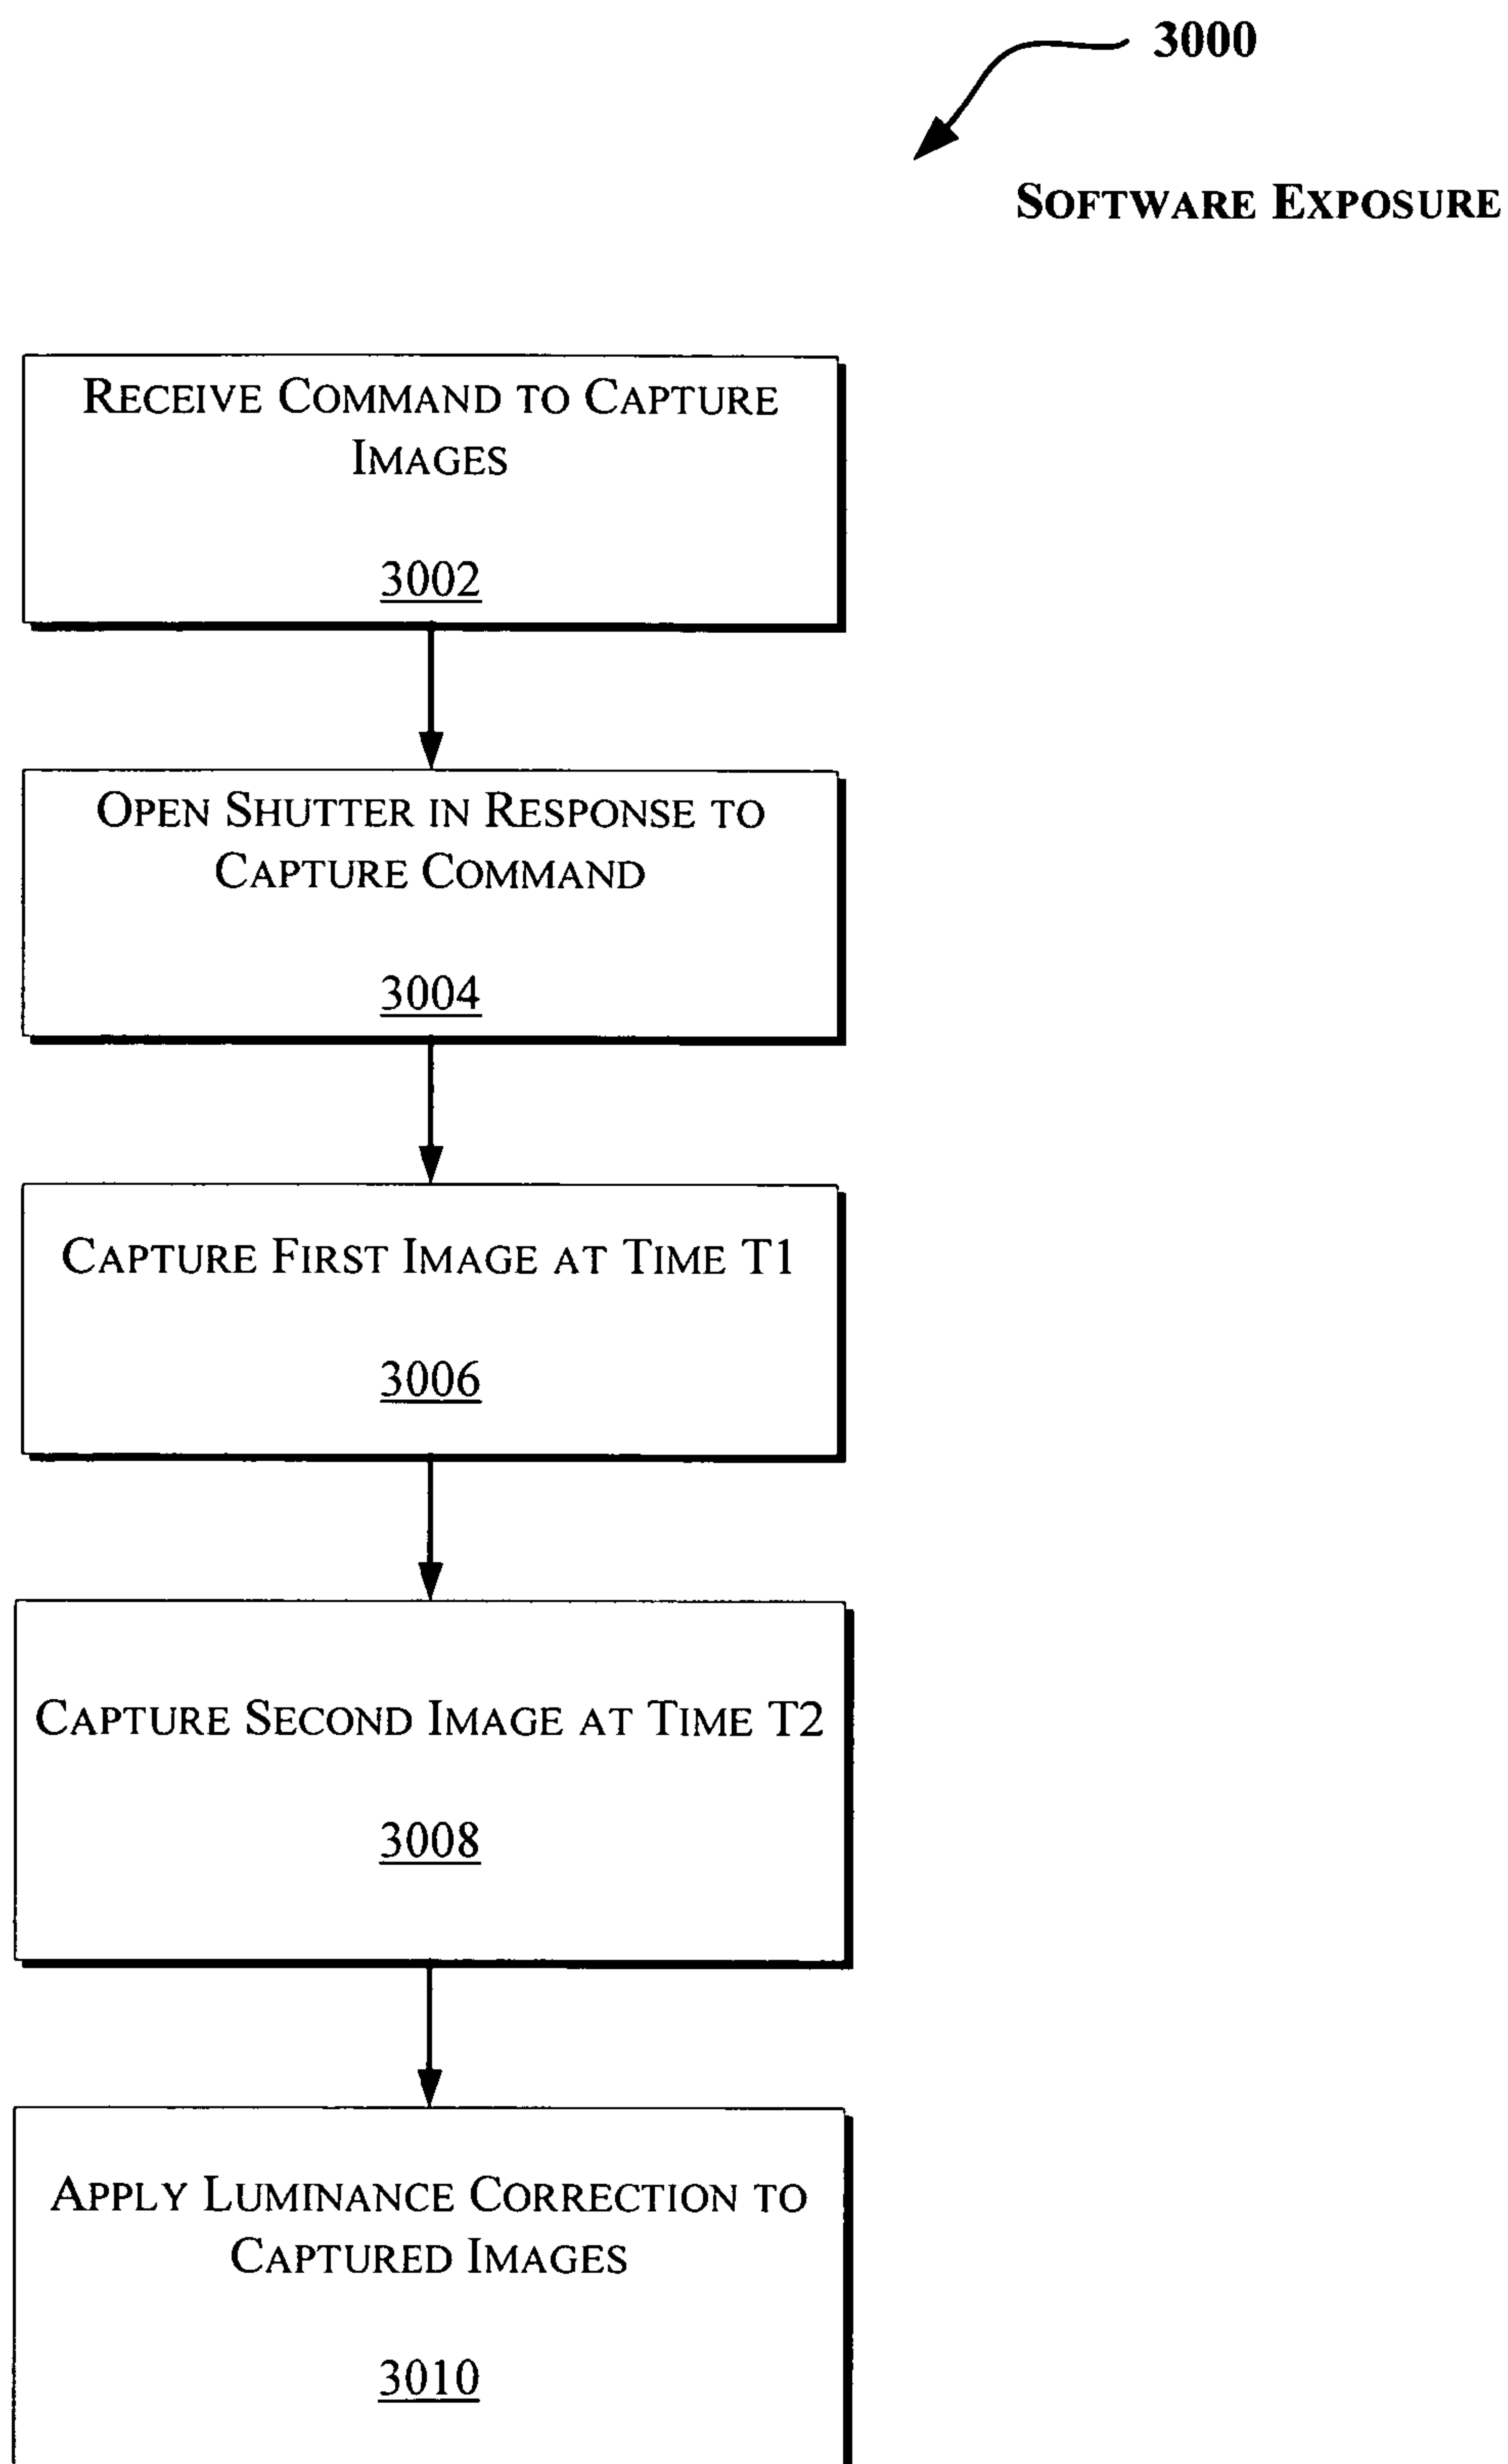 3000
SOFTWARE EXPOSURE
RECEIVE COMMAND TO CAPTURE
IMAGES
3002
OPEN SHUTTER IN RESPONSE TO
CAPTURE COMMAND
3004
CAPTURE FIRST IMAGE AT TIME T1
3006
CAPTURE SECOND IMAGE AT TIME T2
3008
APPLY LUMINANCE CORRECTION TO
CAPTURED IMAGES
3010